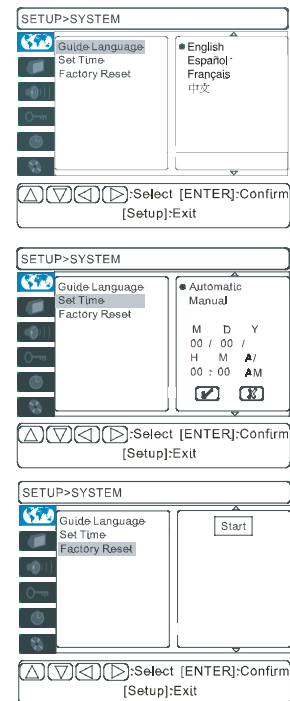 SETUP>SYSTEM
Guide Language
Set Time
Factory Reset
English
Español
Français
中文
:Select [ENTER]:Confirm
[Setup]:Exit
SETUP>SYSTEM
Guide Language
Set Time
Factory Reset
Automatic
Manual
M D Y
00 / 00 /
H M A/
00 : 00 AM
:Select [ENTER]:Confirm
[Setup]:Exit
SETUP>SYSTEM
Guide Language
Set Time
Factory Reset
Start
:Select [ENTER]:Confirm
[Setup]:Exit